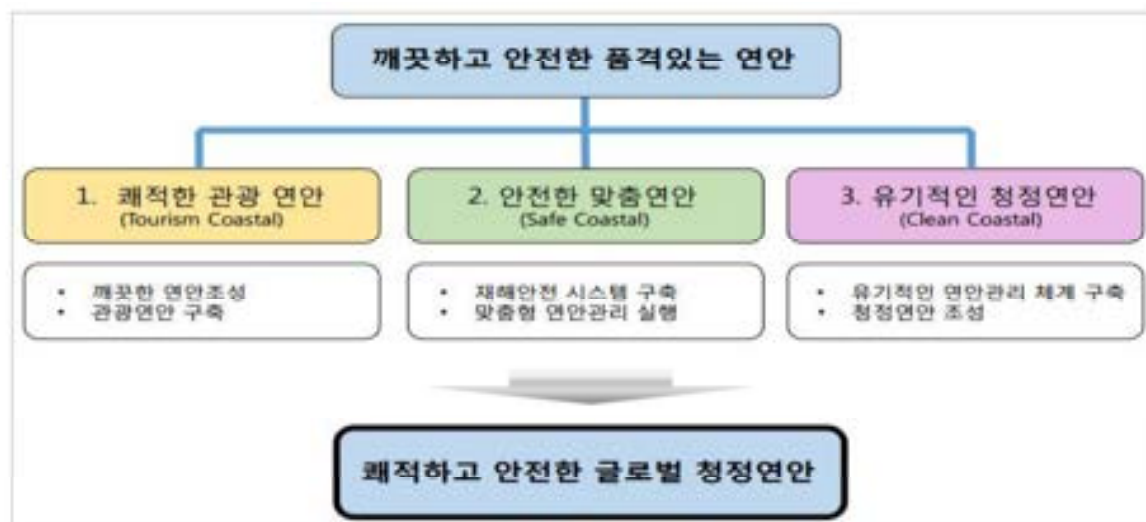 깨끗하고 안전한 품격있는 연안
1. 쾌적한 관광 연안
(Tourism Coastal)
• 깨끗한 연안조성
• 관광연안 구축
2. 안전한 맞춤연안
(Safe Coastal)
• 재해안전 시스템 구축
• 맞춤형 연안관리 실행
3. 유기적인 청정연안
(Clean Coastal)
• 유기적인 연안관리 체계 구축
• 청정연안 조성
쾌적하고 안전한 글로벌 청정연안